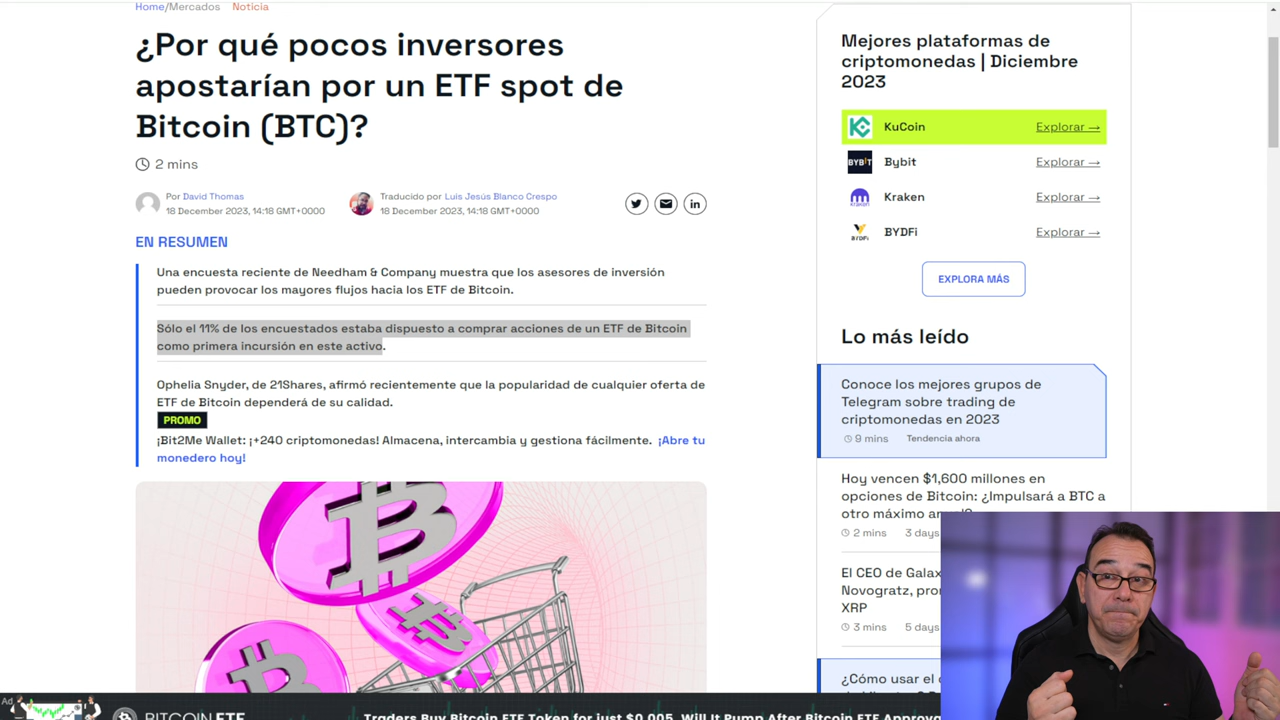 Home/Mercados Noticia
¿Por qué pocos inversores
apostarían por un ETF spot de
Bitcoin (BTC)?
2 mins
Por David Thomas
18 December 2023, 14:18 GMT+0000
Traducido por Luis Jesús Blanco Crespo
18 December 2023, 14:18 GMT+0000
EN RESUMEN
Una encuesta reciente de Needham & Company muestra que los asesores de inversión
pueden provocar los mayores flujos hacia los ETF de Bitcoin.
Sólo el 11% de los encuestados estaba dispuesto a comprar acciones de un ETF de Bitcoin
como primera incursión en este activo.
Ophelia Snyder, de 21Shares, afirmó recientemente que la popularidad de cualquier oferta de
ETF de Bitcoin dependerá de su calidad.
PROMO
¡Bit2Me Wallet: ¡+240 criptomonedas! Almacena, intercambia y gestiona fácilmente. ¡Abre tu
monedero hoy!
Mejores plataformas de
criptomonedas | Diciembre
2023
KuCoin Explorar →
BYBIT Bybit Explorar →
Kraken Kraken Explorar →
BYDFi BYDFi Explorar →
EXPLORA MÁS
Lo más leído
Conoce los mejores grupos de
Telegram sobre trading de
criptomonedas en 2023
9 mins Tendencia ahora
Hoy vencen $1,600 millones en
opciones de Bitcoin: ¿Impulsará a BTC a
otro máximo
2 mins 3 days
El CEO de Galax
Novogratz, pro
XRP
3 mins 5 days
¿Cómo usar el
Ad
BITCOIN ETF
Traders Buy Bitcoin ETF Token for just $0.005. Will It Pump After Bitcoin ETF Approva